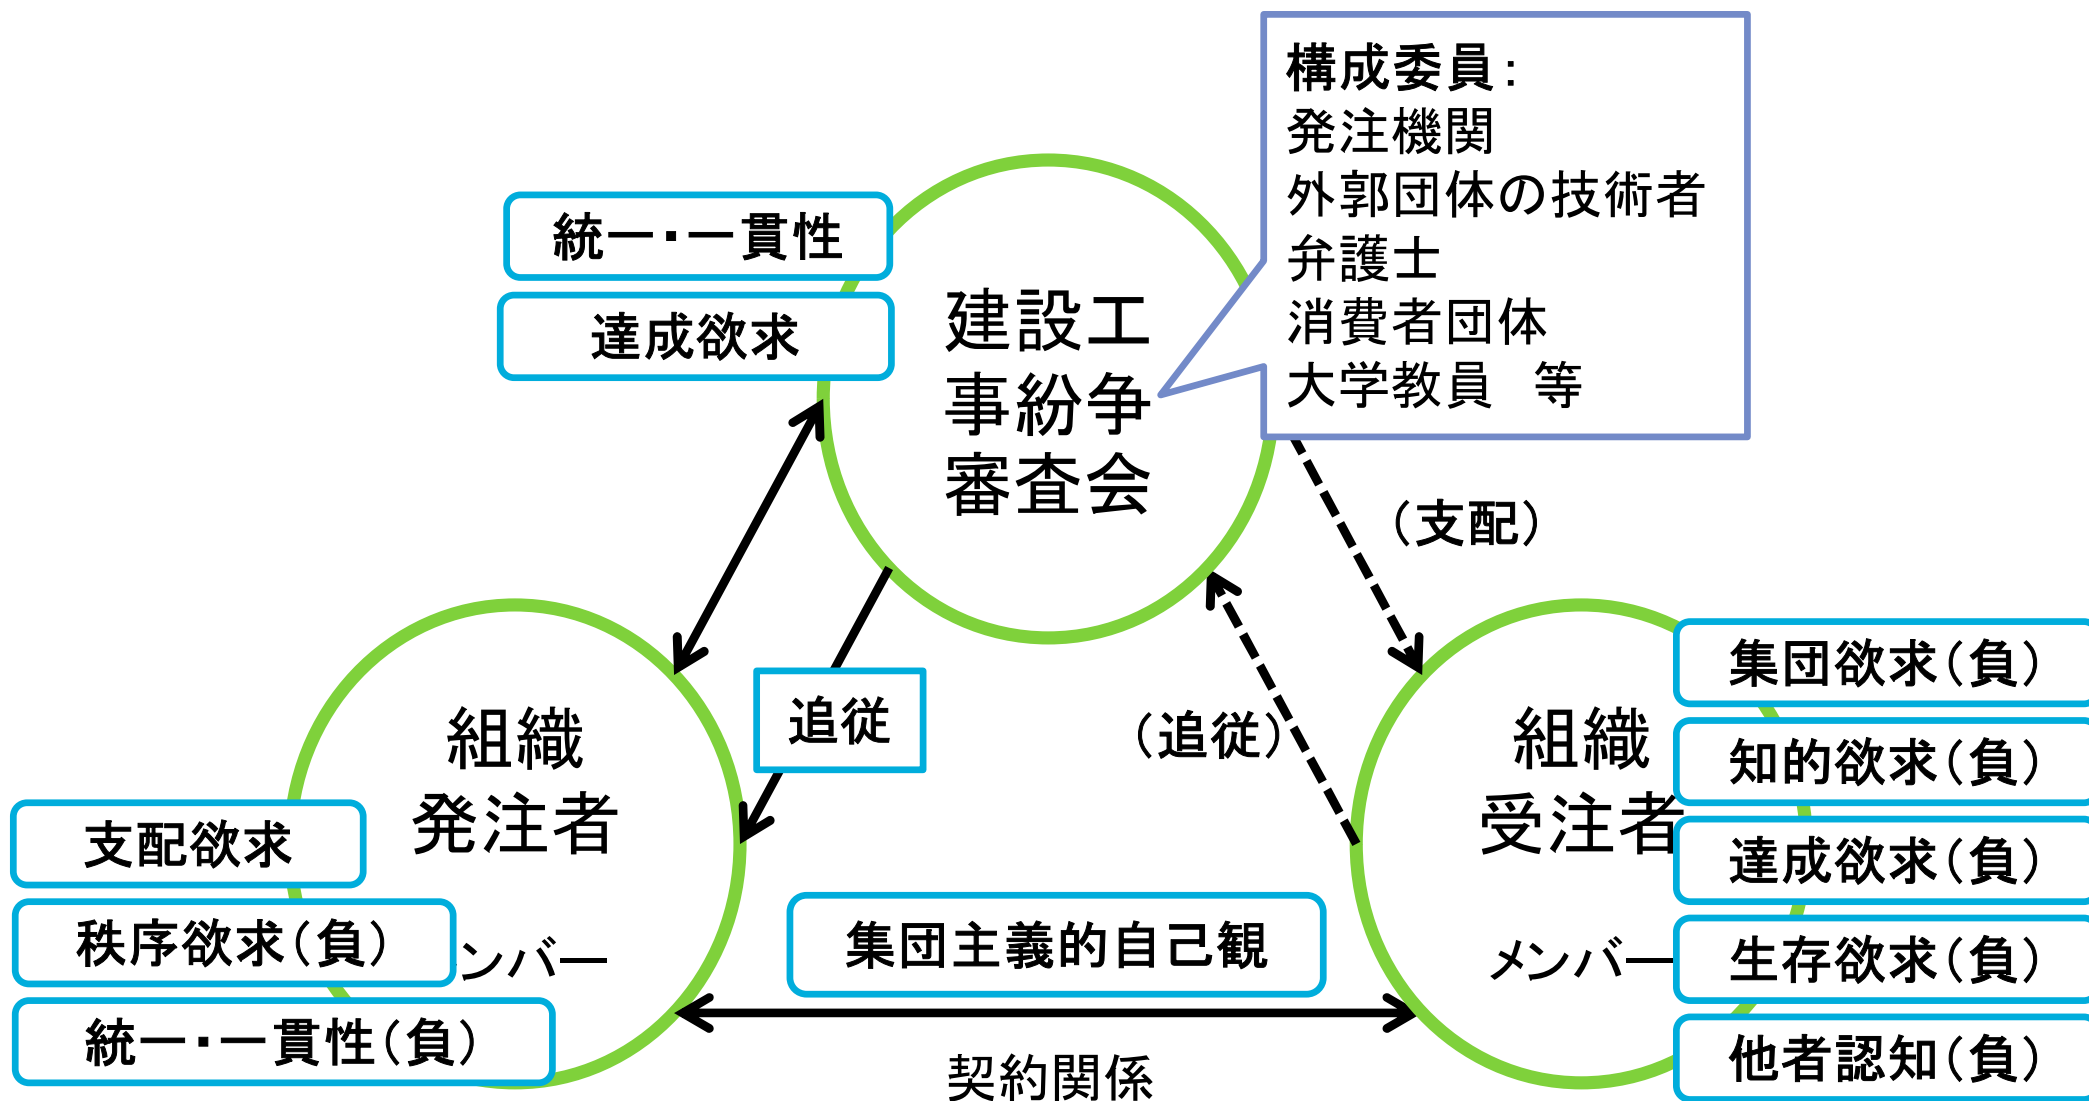 構成委員：
発注機関
外郭団体の技術者
弁護士
消費者団体
大学教員　等
統一・一貫性
達成欲求
建設工
事紛争
審査会
（支配）
追従
（追従）
組織
発注者
支配欲求
秩序欲求（負）
ンバー
統一・一貫性（負）
集団主義的自己観
契約関係
組織
受注者
メンバー
集団欲求（負）
知的欲求（負）
達成欲求（負）
生存欲求（負）
他者認知（負）